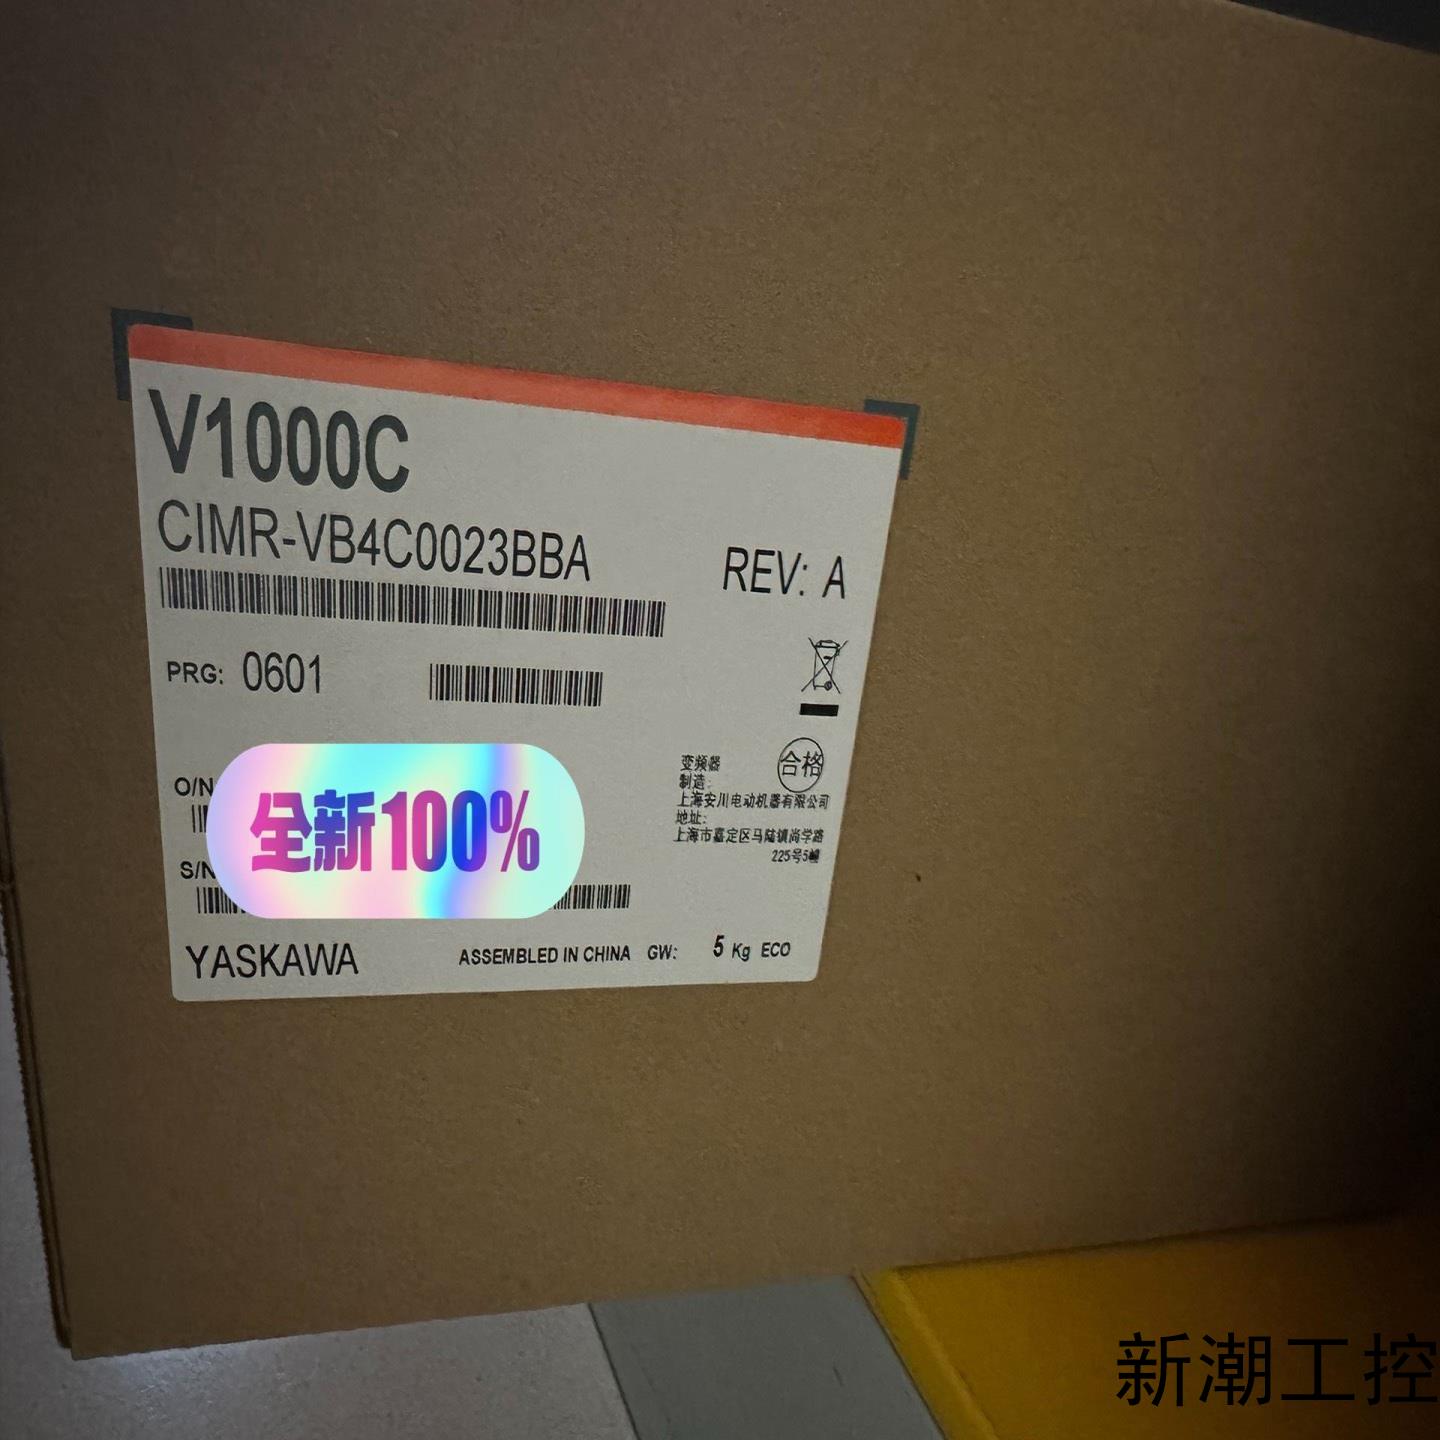 V1000C
CIMR-VB4C0023BBA
REV: A
PRG: 0601
O/N
全新100%
S/N
变频器
合格
制造:
上海安川电动机器有限公司
地址:
上海市嘉定区马陆镇尚学路
225号5幢
YASKAWA ASSEMBLED IN CHINA GW: 5 Kg ECO
新潮工控